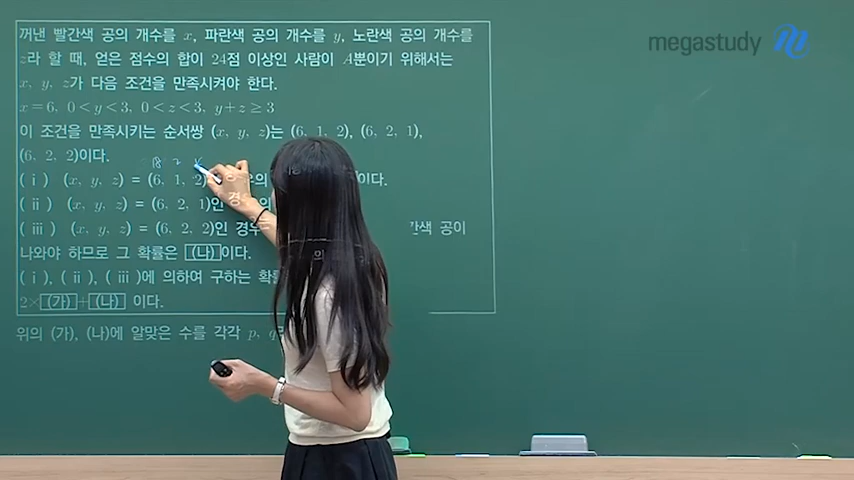 megastudy
꺼낸 빨간색 공의 개수를 x, 파란색 공의 개수를 y, 노란색 공의 개수를
z라 할 때, 얻은 점수의 합이 24점 이상인 사람이 A뿐이기 위해서는
x, y, z가 다음 조건을 만족시켜야 한다.
x=6, 0<y<3, 0<z<3, y+z≥3
이 조건을 만족시키는 순서쌍 (x, y, z)는 (6, 1, 2), (6, 2, 1),
(6, 2, 2)이다.
(ⅰ) (x, y, z) = (6, 1, 2) 이다.
(ⅱ) (x, y, z) = (6, 2, 1)인 경
(ⅲ) (x, y, z) = (6, 2, 2)인 경우 색 공이
나와야 하므로 그 확률은 (나)이다.
(ⅰ), (ⅱ), (ⅲ)에 의하여 구하는 확
2×(가)+(나) 이다.
위의 (가), (나)에 알맞은 수를 각각 p, q